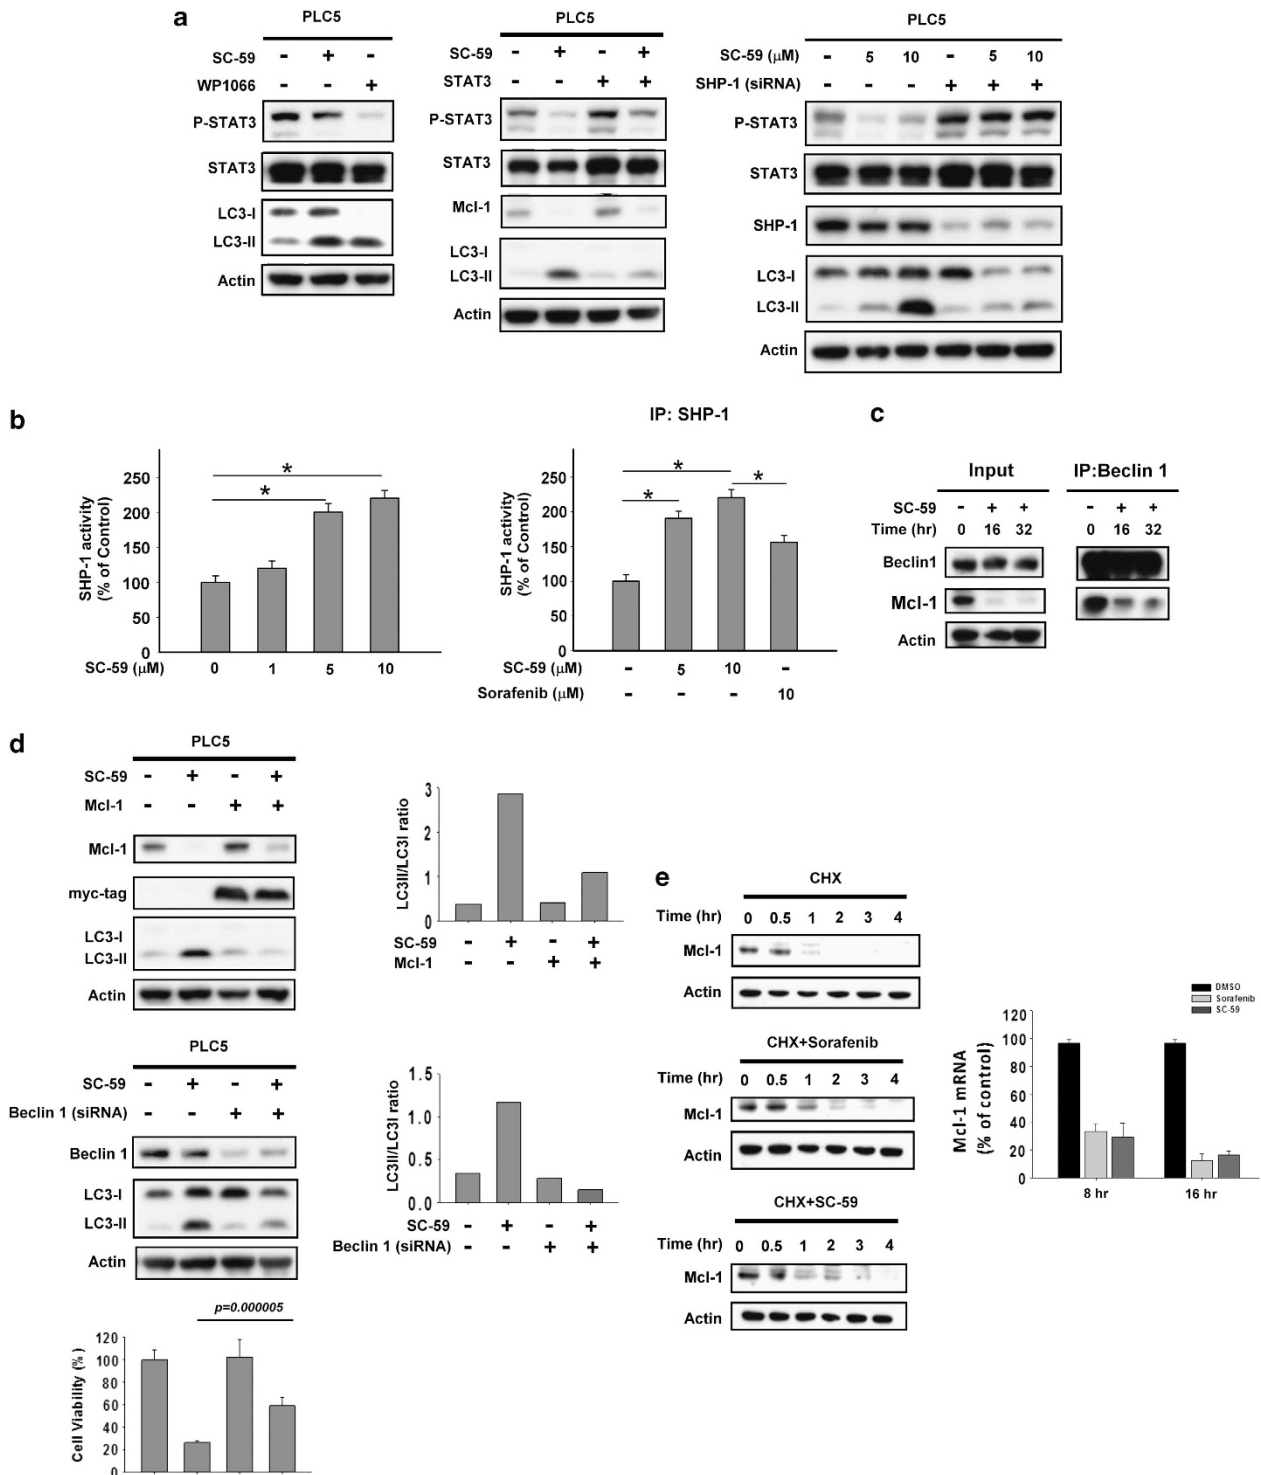 a
PLC5
SC-59 - + -
WP1066 - - +
P-STAT3
STAT3
LC3-I
LC3-II
Actin
PLC5
SC-59 - + - +
STAT3 - - + +
P-STAT3
STAT3
Mcl-1
LC3-I
LC3-II
Actin
PLC5
SC-59 (μM) - 5 10 - 5 10
SHP-1 (siRNA) - - - + + +
P-STAT3
STAT3
SHP-1
LC3-I
LC3-II
Actin
b
SHP-1 activity
(% of Control)
250
200
150
100
50
0
* *
SC-59 (μM) 0 1 5 10
IP: SHP-1
SHP-1 activity
(% of Control)
250
200
150
100
50
0
* * *
SC-59 (μM) - 5 10 -
Sorafenib (μM) - - - 10
c
Input
SC-59 - + +
Time (hr) 0 16 32
Beclin1
Mcl-1
Actin
IP:Beclin 1
- + +
0 16 32
d
PLC5
SC-59 - + - +
Mcl-1 - - + +
Mcl-1
myc-tag
LC3-I
LC3-II
Actin
LC3II/LC3I ratio
3
2
1
0
SC-59 - + - +
Mcl-1 - - + +
PLC5
SC-59 - + - +
Beclin 1 (siRNA) - - + +
Beclin 1
LC3-I
LC3-II
Actin
LC3II/LC3I ratio
1.5
1.0
0.5
0.0
SC-59 - + - +
Beclin 1 (siRNA) - - + +
p=0.000005
Cell Viability (%)
120
100
80
60
40
20
0
e
CHX
Time (hr) 0 0.5 1 2 3 4
Mcl-1
Actin
CHX+Sorafenib
Time (hr) 0 0.5 1 2 3 4
Mcl-1
Actin
CHX+SC-59
Time (hr) 0 0.5 1 2 3 4
Mcl-1
Actin
DMSO
Sorafenib
SC-59
Mcl-1 mRNA
(% of control)
120
100
80
60
40
20
0
8 hr 16 hr